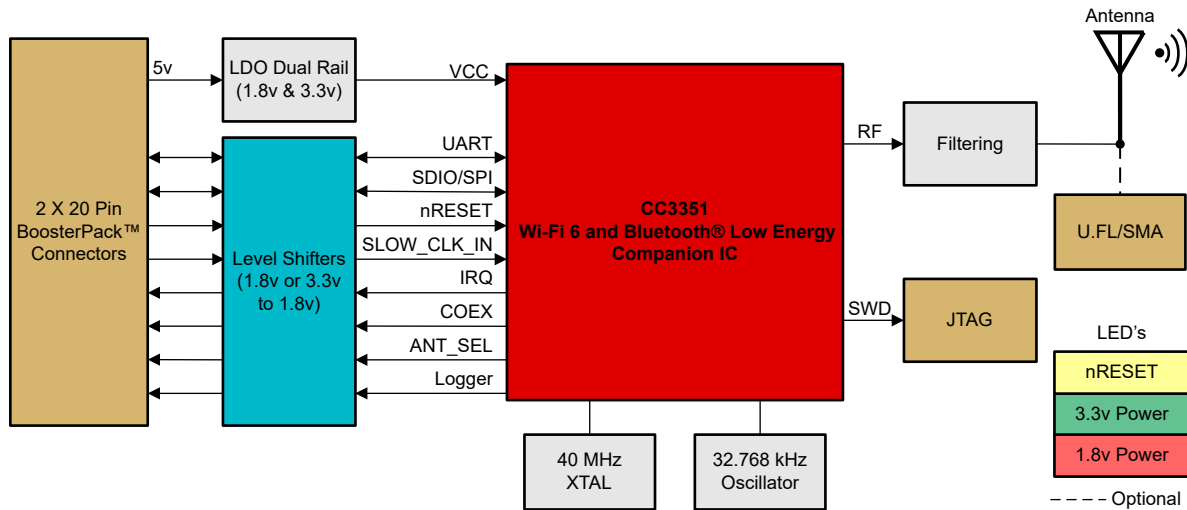 Antenna
5v
LDO Dual Rail
(1.8v & 3.3v)
VCC
RF
Filtering
UART
SDIO/SPI
nRESET
SLOW_CLK_IN
IRQ
COEX
ANT_SEL
Logger
2 X 20 Pin
BoosterPack™
Connectors
Level Shifters
(1.8v or 3.3v
to 1.8v)
CC3351
Wi-Fi 6 and Bluetooth® Low Energy
Companion IC
U.FL/SMA
SWD
JTAG
LED's
nRESET
3.3v Power
1.8v Power
Optional
40 MHz
XTAL
32.768 kHz
Oscillator